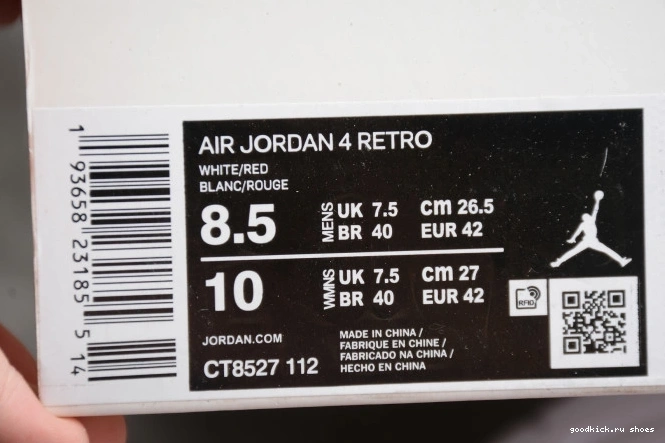 1 93658 23185 5 14
AIR JORDAN 4 RETRO
WHITE/RED
BLANC/ROUGE
8.5 MENS UK 7.5 cm 26.5
BR 40 EUR 42
10 WMNS UK 7.5 cm 27
BR 40 EUR 42
JORDAN.COM
CT8527 112
MADE IN CHINA /
FABRIQUE EN CHINE /
FABRICADO NA CHINA /
HECHO EN CHINA
RFID
goodkick.ru shoes